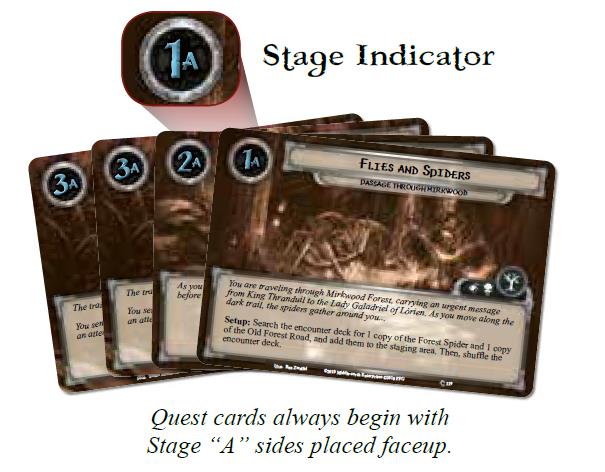 1A
Stage Indicator
3A
3A
2A
1A
FLIES AND SPIDERS
PASSAGE THROUGH MIRKWOOD
The tra
You sen
an atte
The tra
You se
an att
As you
before
You are traveling through Mirkwood Forest, carrying an urgent message
from King Thranduil to the Lady Galadriel of Lórien. As you move along the
dark trail, the spiders gather around you...
Setup: Search the encounter deck for 1 copy of the Forest Spider and 1 copy
of the Old Forest Road, and add them to the staging area. Then, shuffle the
encounter deck.
Quest cards always begin with
Stage “A” sides placed faceup.